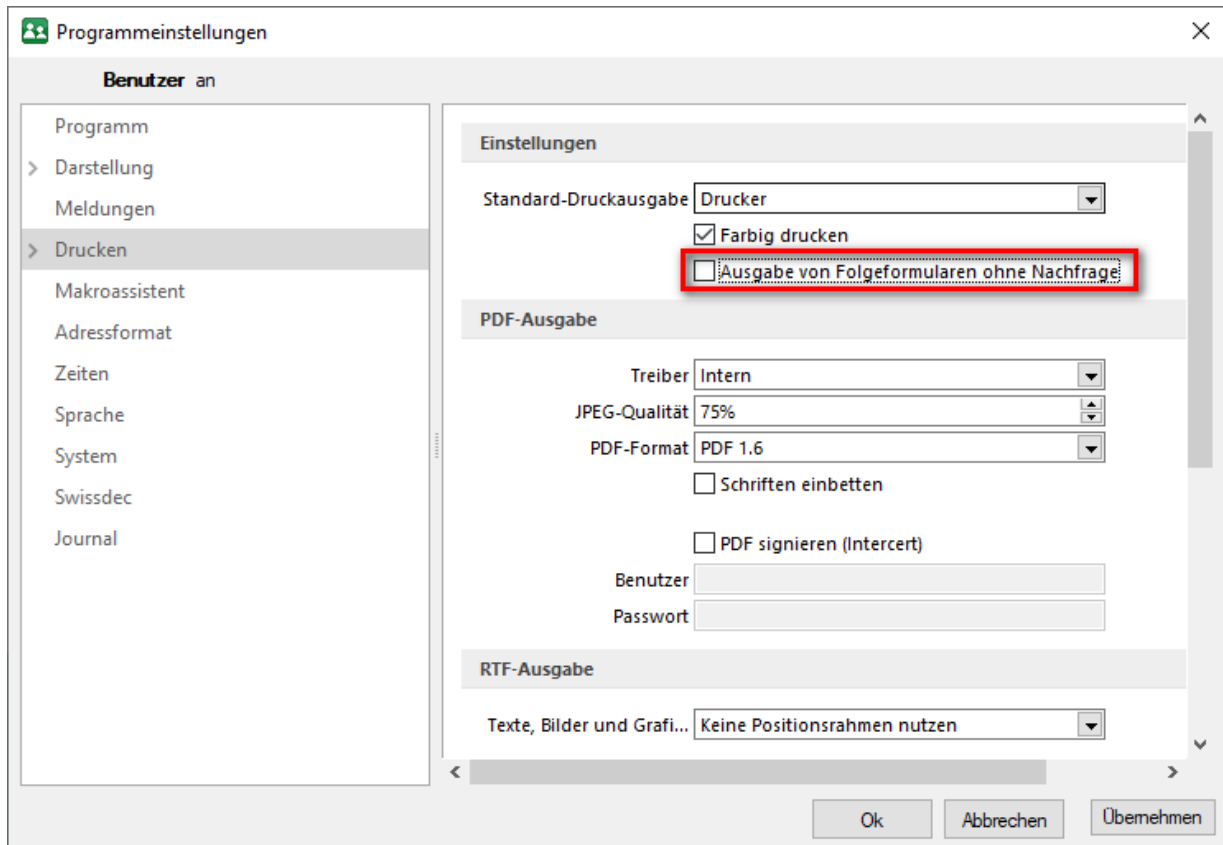 Programmeinstellungen
Benutzer an
Programm
Darstellung
Meldungen
Drucken
Makroassistent
Adressformat
Zeiten
Sprache
System
Swissdec
Journal
Einstellungen
Standard-Druckausgabe Drucker
Farbig drucken
Ausgabe von Folgeformularen ohne Nachfrage
PDF-Ausgabe
Treiber Intern
JPEG-Qualität 75%
PDF-Format PDF 1.6
Schriften einbetten
PDF signieren (Intercert)
Benutzer
Passwort
RTF-Ausgabe
Texte, Bilder und Grafi... Keine Positionsrahmen nutzen
Ok Abbrechen Übernehmen